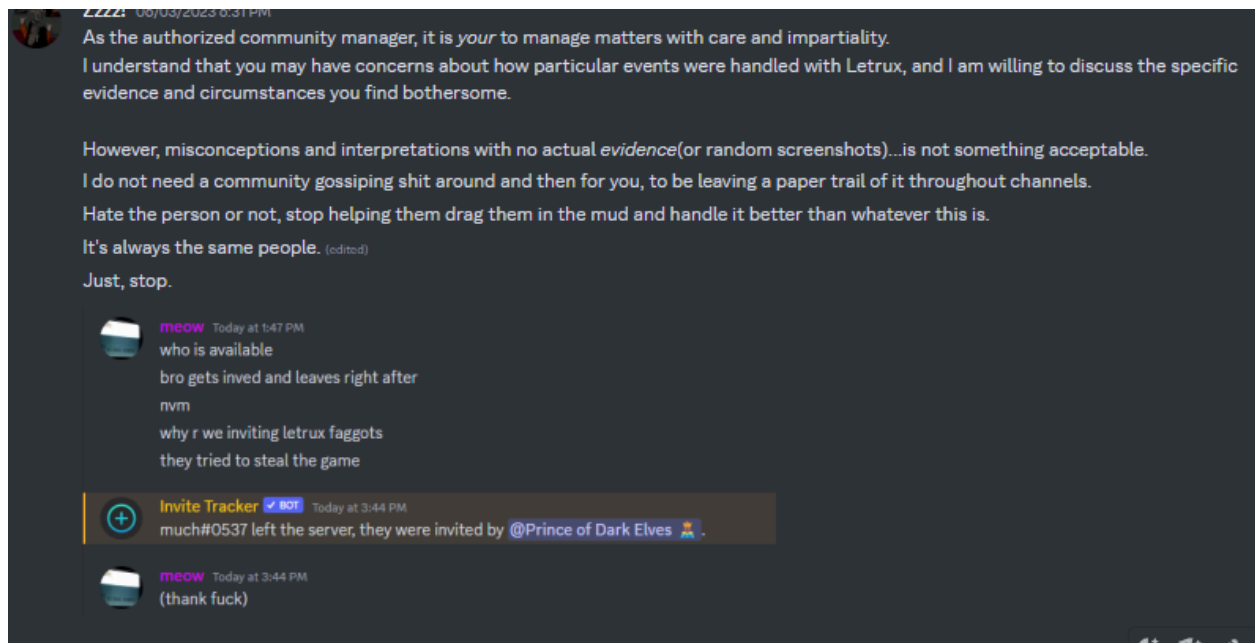 ZZZZ! 06/03/2023 6:31 PM
As the authorized community manager, it is your to manage matters with care and impartiality.
I understand that you may have concerns about how particular events were handled with Letrux, and I am willing to discuss the specific
evidence and circumstances you find bothersome.
However, misconceptions and interpretations with no actual evidence(or random screenshots)...is not something acceptable.
I do not need a community gossiping shit around and then for you, to be leaving a paper trail of it throughout channels.
Hate the person or not, stop helping them drag them in the mud and handle it better than whatever this is.
It's always the same people. (edited)
Just, stop.
meow Today at 1:47 PM
who is available
bro gets inved and leaves right after
nvm
why r we inviting letrux faggots
they tried to steal the game
Invite Tracker ✓ BOT Today at 3:44 PM
much#0537 left the server, they were invited by @Prince of Dark Elves .
meow Today at 3:44 PM
(thank fuck)